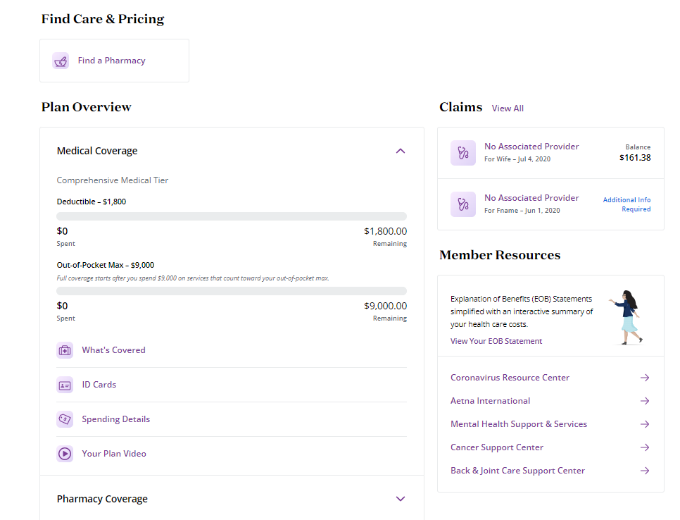 Find Care & Pricing
Find a Pharmacy
Plan Overview
Medical Coverage
Comprehensive Medical Tier
Deductible – $1,800
$0
$1,800.00
Spent
Remaining
Out-of-Pocket Max – $9,000
Full coverage starts after you spend $9,000 on services that count toward your out-of-pocket max.
$0
$9,000.00
Spent
Remaining
What's Covered
ID Cards
Spending Details
Your Plan Video
Pharmacy Coverage
Claims View All
No Associated Provider
For Wife – Jul 4, 2020
Balance
$161.38
No Associated Provider
For Fname – Jun 1, 2020
Additional Info
Required
Member Resources
Explanation of Benefits (EOB) Statements
simplified with an interactive summary of
your health care costs.
View Your EOB Statement
Coronavirus Resource Center
Aetna International
Mental Health Support & Services
Cancer Support Center
Back & Joint Care Support Center